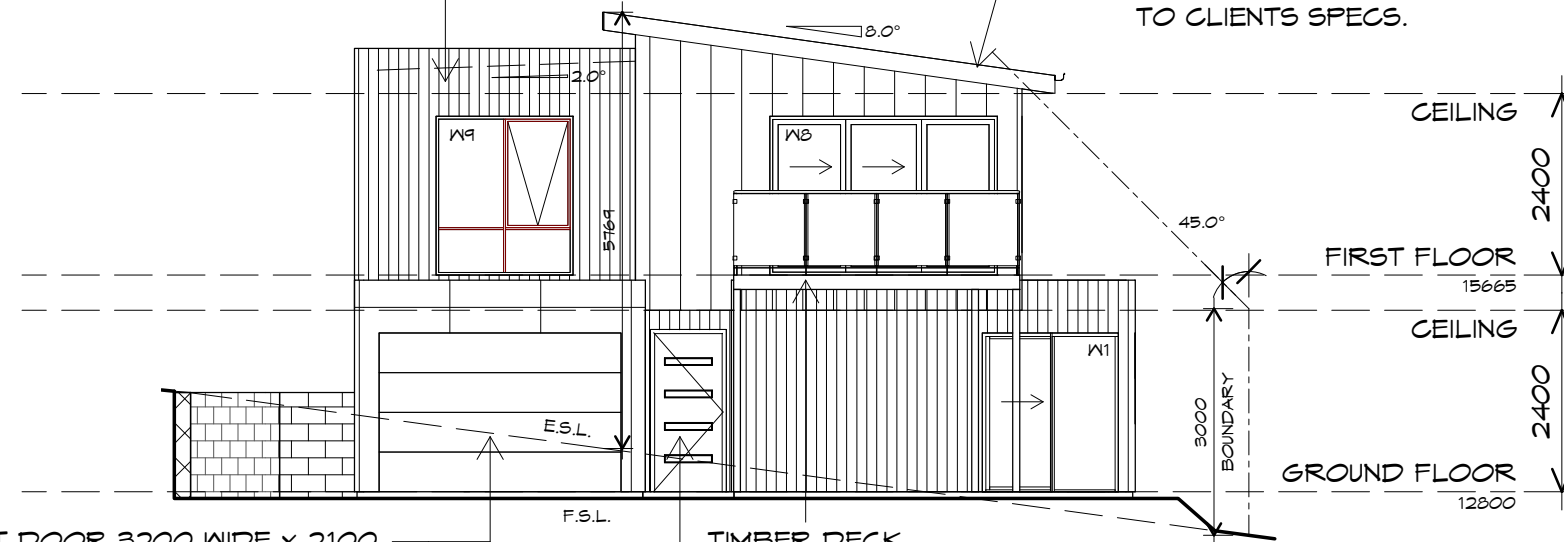 TO CLIENTS SPECS.
8.0°
2.0°
CEILING
W9
W8
2400
5769
45.0°
FIRST FLOOR
15665
CEILING
W1
2400
3000
BOUNDARY
E.S.L.
GROUND FLOOR
12800
F.S.L.
DOOR 3200 WIDE x 2100
TIMBER DECK